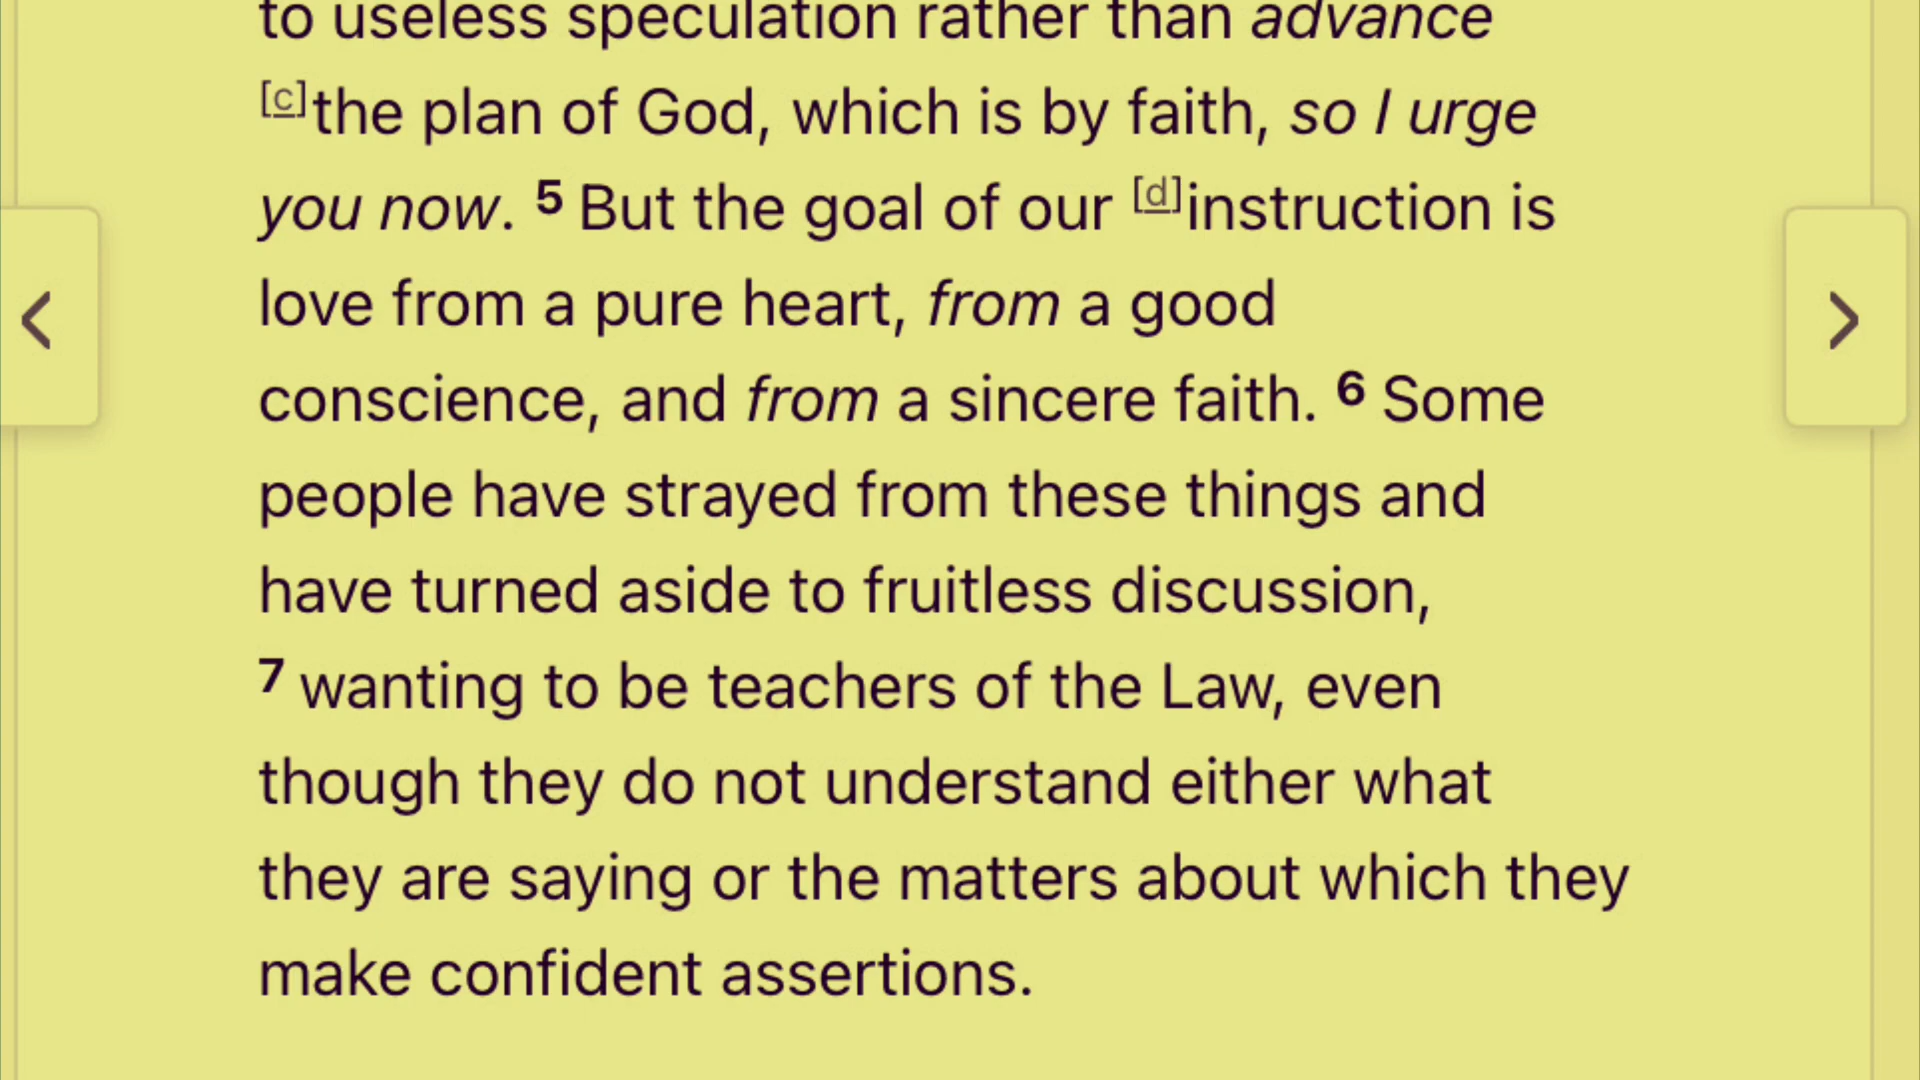 to useless speculation rather than advance
[c]the plan of God, which is by faith, so I urge
you now. 5 But the goal of our [d]instruction is
love from a pure heart, from a good
conscience, and from a sincere faith. 6 Some
people have strayed from these things and
have turned aside to fruitless discussion,
7 wanting to be teachers of the Law, even
though they do not understand either what
they are saying or the matters about which they
make confident assertions.